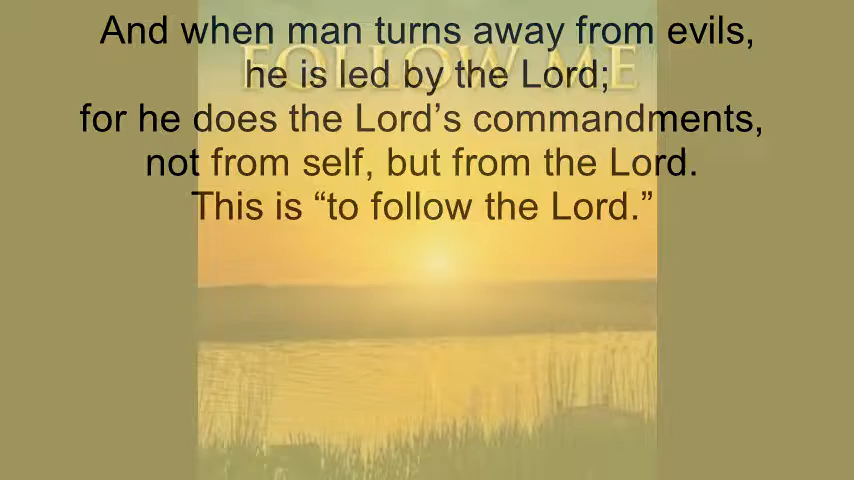 And when man turns away from evils,
FOLLOW ME
he is led by the Lord;
for he does the Lord’s commandments,
not from self, but from the Lord.
This is “to follow the Lord.”